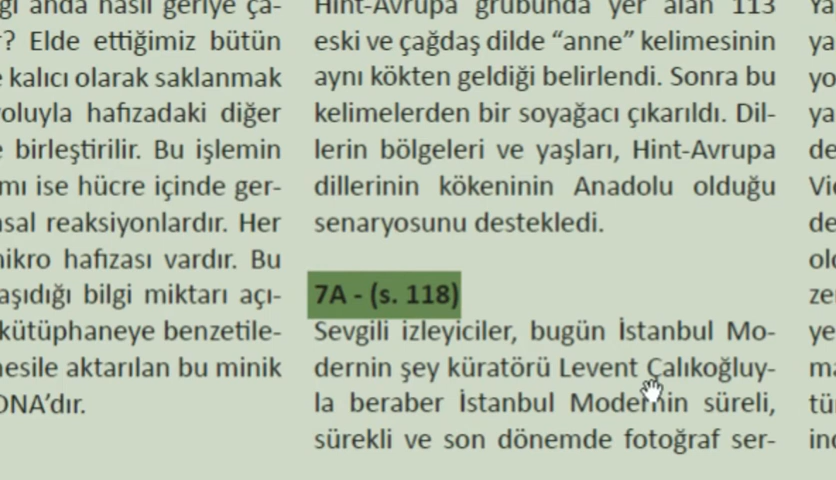 ğı anda nasıl geriye ça-
? Elde ettiğimiz bütün
kalıcı olarak saklanmak
yoluyla hafızadaki diğer
birleştirilir. Bu işlemin
mı ise hücre içinde ger-
sal reaksiyonlardır. Her
mikro hafızası vardır. Bu
aşıdığı bilgi miktarı açı-
kütüphaneye benzetile-
nesile aktarılan bu minik
DNA’dır.
Hint-Avrupa grubunda yer alan 113
eski ve çağdaş dilde “anne” kelimesinin
aynı kökten geldiği belirlendi. Sonra bu
kelimelerden bir soyağacı çıkarıldı. Dil-
lerin bölgeleri ve yaşları, Hint-Avrupa
dillerinin kökeninin Anadolu olduğu
senaryosunu destekledi.
7A - (s. 118)
Sevgili izleyiciler, bugün İstanbul Mo-
dernin şey küratörü Levent Çalıkoğluy-
la beraber İstanbul Modernin süreli,
sürekli ve son dönemde fotoğraf ser-